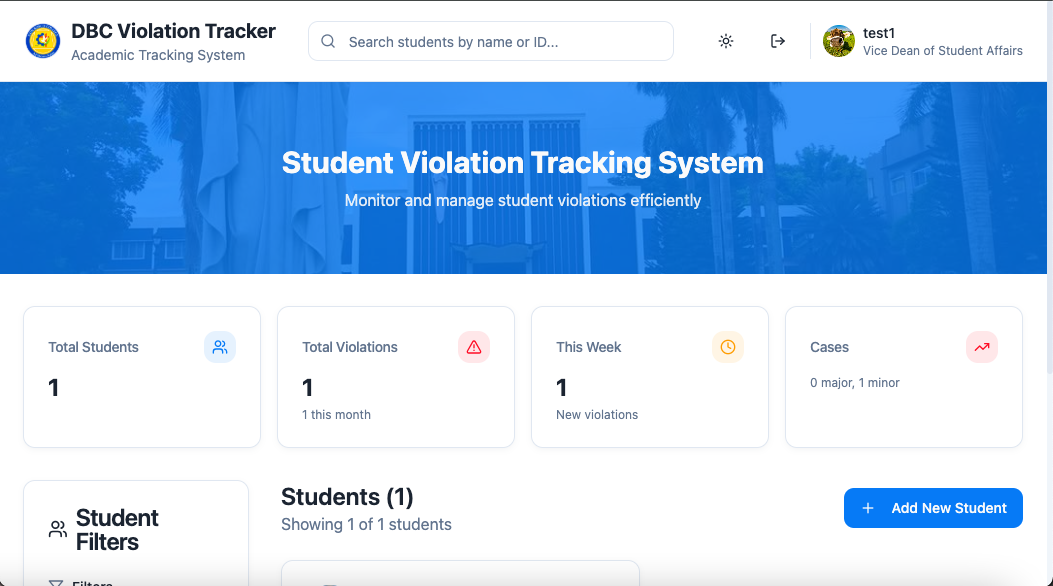 DBC Violation Tracker
Academic Tracking System
Search students by name or ID...
test1
Vice Dean of Student Affairs
Student Violation Tracking System
Monitor and manage student violations efficiently
Total Students
1
Total Violations
1
1 this month
This Week
1
New violations
Cases
0 major, 1 minor
Student
Filters
Filters
Students (1)
Showing 1 of 1 students
Add New Student